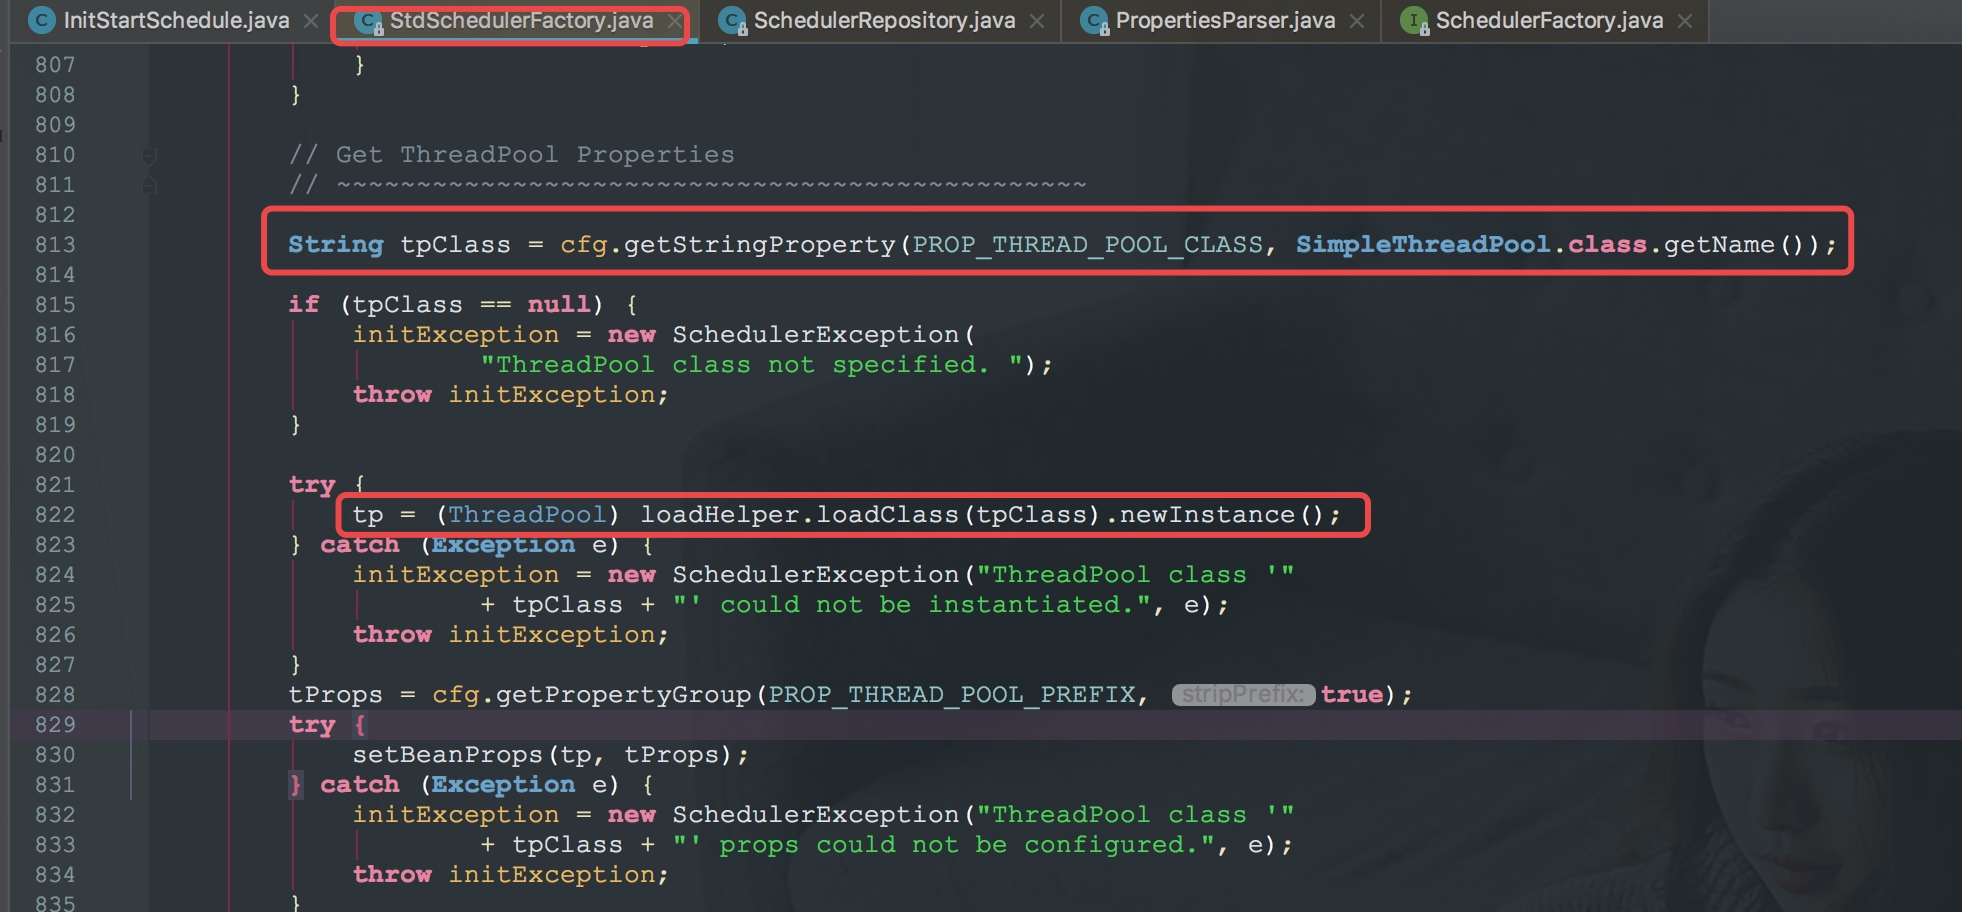 InitStartSchedule.java StdSchedulerFactory.java SchedulerRepository.java PropertiesParser.java SchedulerFactory.java
807 }
808 }
809
810 // Get ThreadPool Properties
811 // ~~~~~~~~~~~~~~~~~~~~~~~~~~~~~~~~~~~~~~~~~~~~~~~
812
813 String tpClass = cfg.getStringProperty(PROP_THREAD_POOL_CLASS, SimpleThreadPool.class.getName());
814
815 if (tpClass == null) {
816 initException = new SchedulerException(
817 "ThreadPool class not specified. ");
818 throw initException;
819 }
820
821 try {
822 tp = (ThreadPool) loadHelper.loadClass(tpClass).newInstance();
823 } catch (Exception e) {
824 initException = new SchedulerException("ThreadPool class '"
825 + tpClass + "' could not be instantiated.", e);
826 throw initException;
827 }
828 tProps = cfg.getPropertyGroup(PROP_THREAD_POOL_PREFIX, stripPrefix: true);
829 try {
830 setBeanProps(tp, tProps);
831 } catch (Exception e) {
832 initException = new SchedulerException("ThreadPool class '"
833 + tpClass + "' props could not be configured.", e);
834 throw initException;
835 }